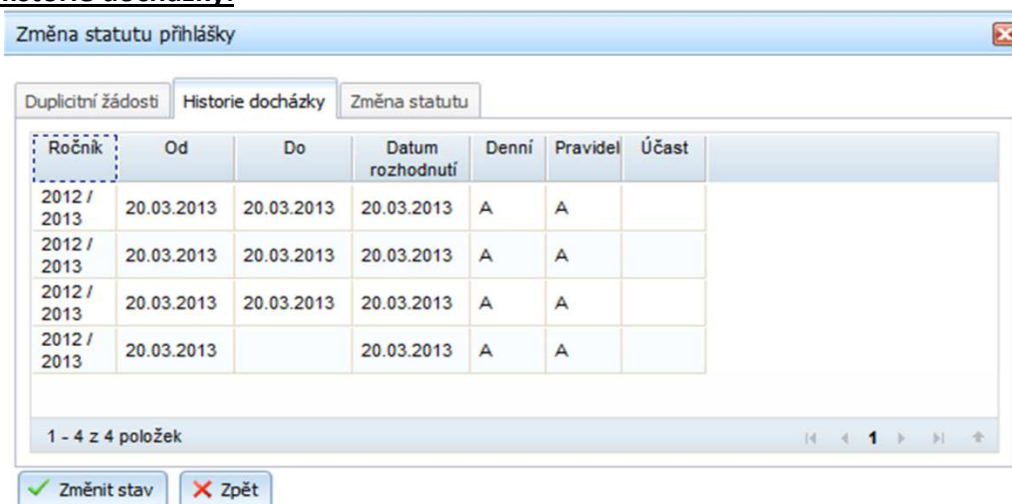 Změna statutu přihlášky
Duplicitní žádosti Historie docházky Změna statutu
Ročník Od Do Datum rozhodnutí Denní Pravidel Účast
2012 / 2013 20.03.2013 20.03.2013 20.03.2013 A A
2012 / 2013 20.03.2013 20.03.2013 20.03.2013 A A
2012 / 2013 20.03.2013 20.03.2013 20.03.2013 A A
2012 / 2013 20.03.2013 20.03.2013 A A
1 - 4 z 4 položek 1
Změnit stav Zpět